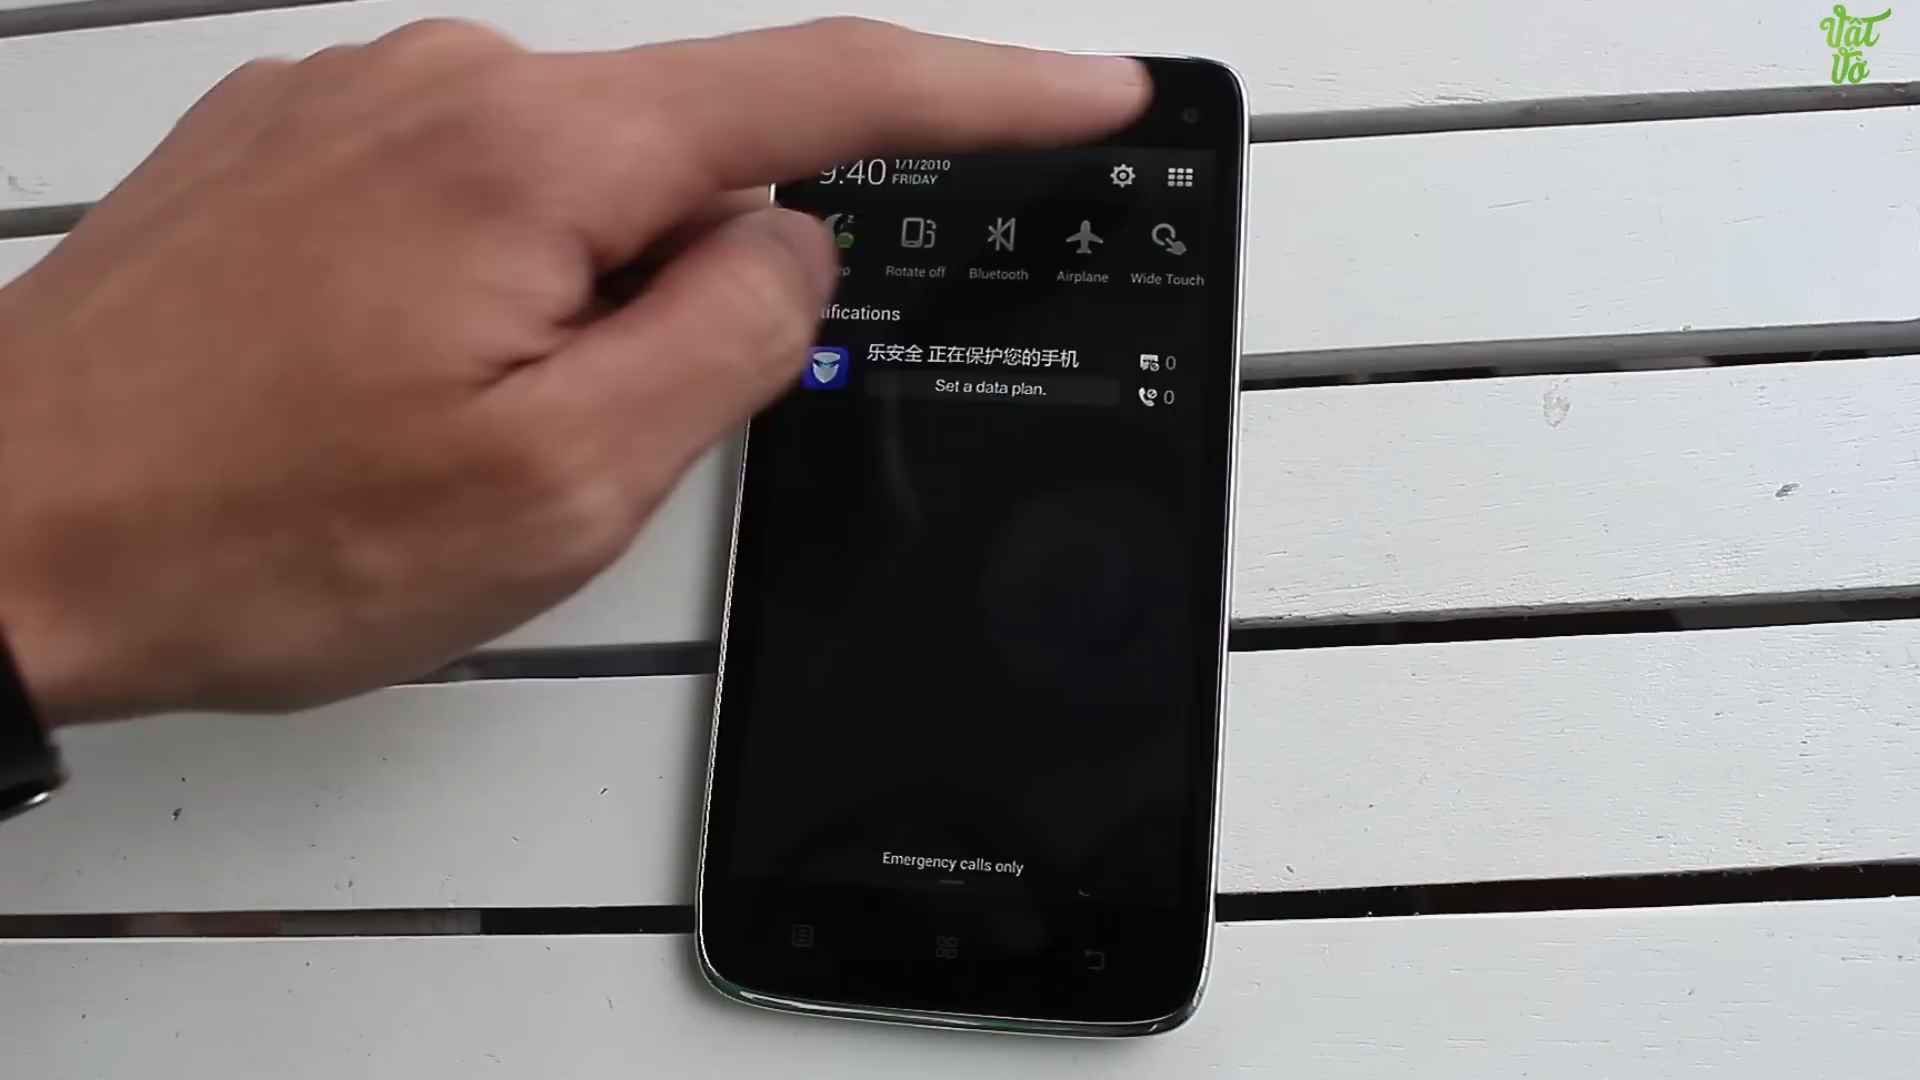 Vật
Vờ
9:40
1/1/2010
FRIDAY
Rotate off
Bluetooth
Airplane
Wide Touch
tifications
乐安全 正在保护您的手机
0
Set a data plan.
0
Emergency calls only